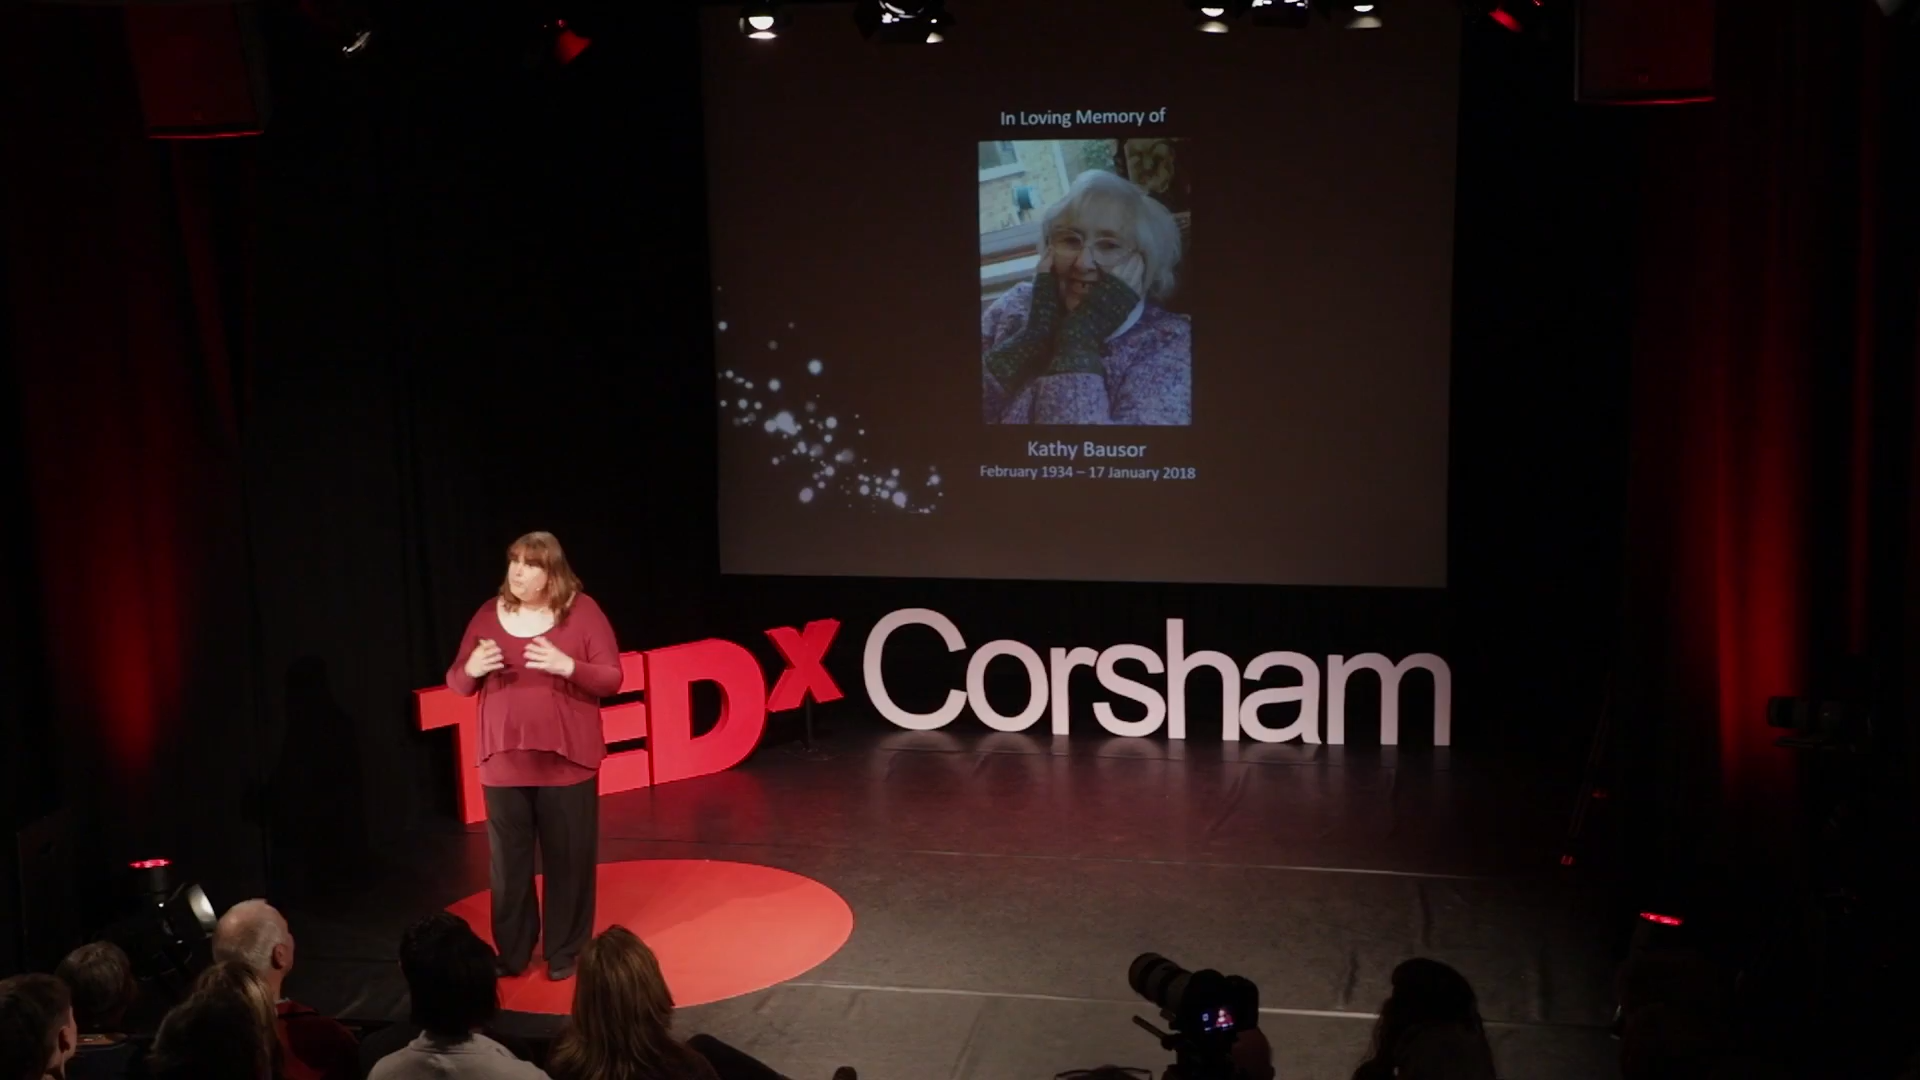 In Loving Memory of
Kathy Bausor
February 1934 – 17 January 2018
TEDx Corsham